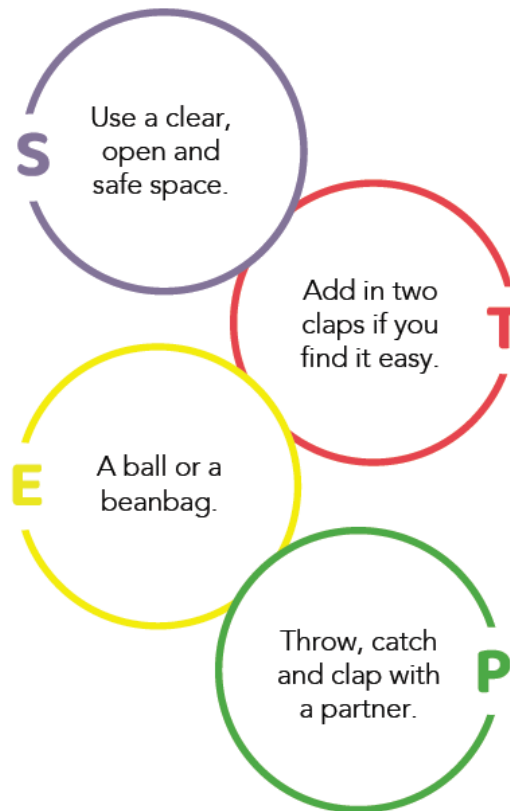 S
Use a clear,
open and
safe space.
T
Add in two
claps if you
find it easy.
E
A ball or a
beanbag.
P
Throw, catch
and clap with
a partner.